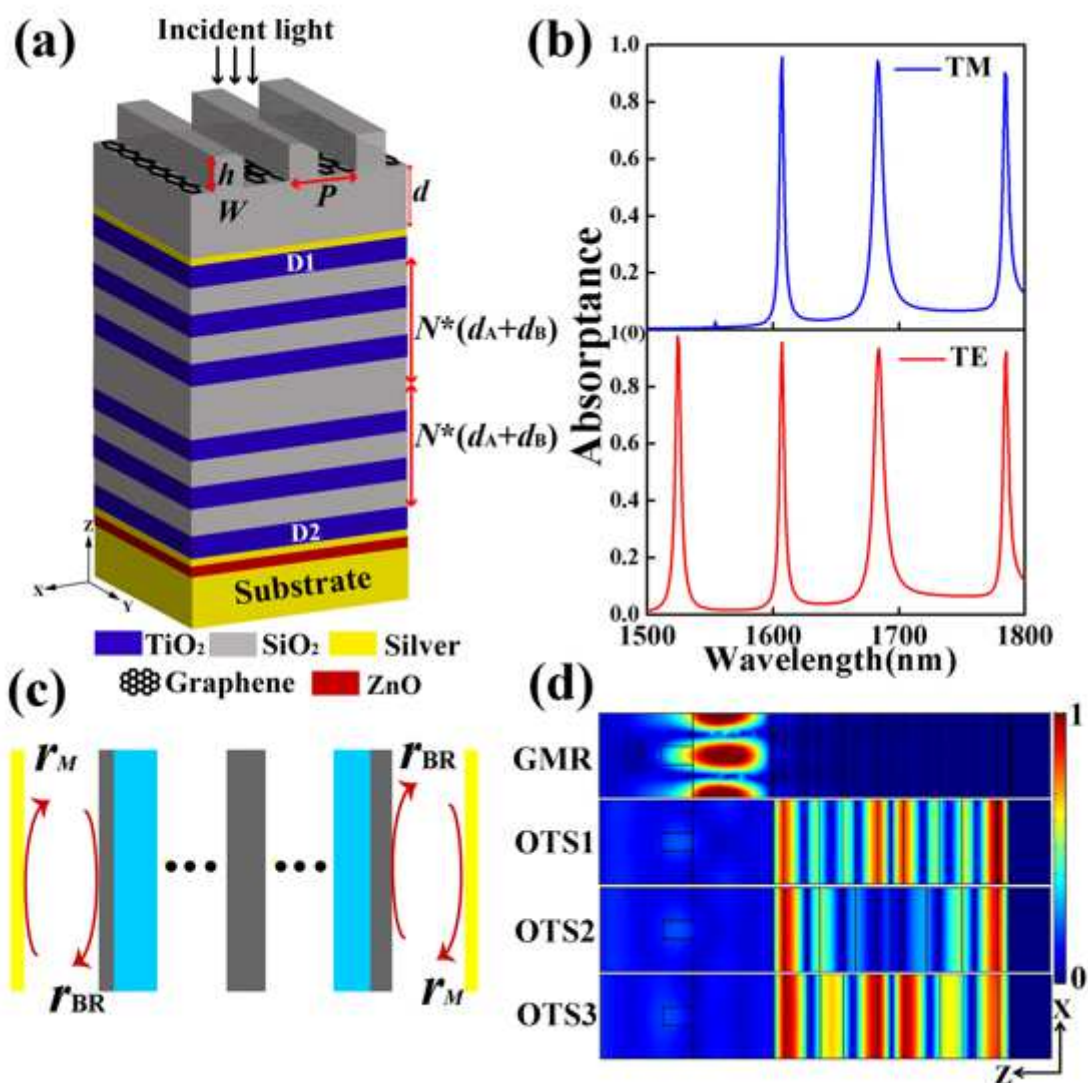 (a)
Incident light
h
W
P
d
D1
N*(dA+dB)
N*(dA+dB)
D2
Z
X
Y
Substrate
TiO2 SiO2 Silver
Graphene ZnO
(b)
1.0
TM
0.8
0.6
0.4
0.2
1.0
TE
0.8
0.6
0.4
0.2
0.0
Absorptance
1500 1600 1700 1800
Wavelength(nm)
(c)
rM
rBR
rBR
rM
(d)
GMR
OTS1
OTS2
OTS3
1
0
X
Z